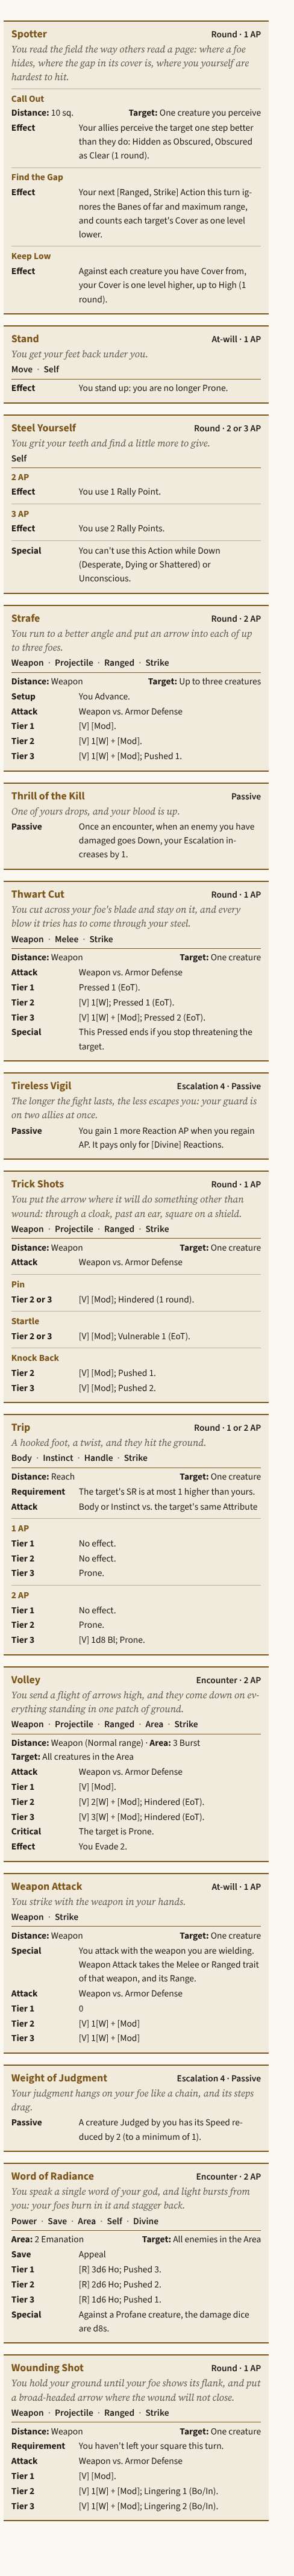 Spotter Round · 1 AP
You read the field the way others read a page: where a foe
hides, where the gap in its cover is, where you yourself are
hardest to hit.
Call Out
Distance: 10 sq. Target: One creature you perceive
Effect Your allies perceive the target one step better
than they do: Hidden as Obscured, Obscured
as Clear (1 round).
Find the Gap
Effect Your next [Ranged, Strike] Action this turn ig-
nores the Banes of far and maximum range,
and counts each target's Cover as one level
lower.
Keep Low
Effect Against each creature you have Cover from,
your Cover is one level higher, up to High (1
round).
Stand At-will · 1 AP
You get your feet back under you.
Move · Self
Effect You stand up: you are no longer Prone.
Steel Yourself Round · 2 or 3 AP
You grit your teeth and find a little more to give.
Self
2 AP
Effect You use 1 Rally Point.
3 AP
Effect You use 2 Rally Points.
Special You can't use this Action while Down
(Desperate, Dying or Shattered) or
Unconscious.
Strafe Round · 2 AP
You run to a better angle and put an arrow into each of up
to three foes.
Weapon · Projectile · Ranged · Strike
Distance: Weapon Target: Up to three creatures
Setup You Advance.
Attack Weapon vs. Armor Defense
Tier 1 [V] [Mod].
Tier 2 [V] 1[W] + [Mod].
Tier 3 [V] 1[W] + [Mod]; Pushed 1.
Thrill of the Kill Passive
One of yours drops, and your blood is up.
Passive Once an encounter, when an enemy you have
damaged goes Down, your Escalation in-
creases by 1.
Thwart Cut Round · 1 AP
You cut across your foe's blade and stay on it, and every
blow it tries has to come through your steel.
Weapon · Melee · Strike
Distance: Weapon Target: One creature
Attack Weapon vs. Armor Defense
Tier 1 Pressed 1 (EoT).
Tier 2 [V] 1[W]; Pressed 1 (EoT).
Tier 3 [V] 1[W] + [Mod]; Pressed 2 (EoT).
Special This Pressed ends if you stop threatening the
target.
Tireless Vigil Escalation 4 · Passive
The longer the fight lasts, the less escapes you: your guard is
on two allies at once.
Passive You gain 1 more Reaction AP when you regain
AP. It pays only for [Divine] Reactions.
Trick Shots Round · 1 AP
You put the arrow where it will do something other than
wound: through a cloak, past an ear, square on a shield.
Weapon · Projectile · Ranged · Strike
Distance: Weapon Target: One creature
Attack Weapon vs. Armor Defense
Pin
Tier 2 or 3 [V] [Mod]; Hindered (1 round).
Startle
Tier 2 or 3 [V] [Mod]; Vulnerable 1 (EoT).
Knock Back
Tier 2 [V] [Mod]; Pushed 1.
Tier 3 [V] [Mod]; Pushed 2.
Trip Round · 1 or 2 AP
A hooked foot, a twist, and they hit the ground.
Body · Instinct · Handle · Strike
Distance: Reach Target: One creature
Requirement The target's SR is at most 1 higher than yours.
Attack Body or Instinct vs. the target's same Attribute
1 AP
Tier 1 No effect.
Tier 2 No effect.
Tier 3 Prone.
2 AP
Tier 1 No effect.
Tier 2 Prone.
Tier 3 [V] 1d8 Bl; Prone.
Volley Encounter · 2 AP
You send a flight of arrows high, and they come down on ev-
erything standing in one patch of ground.
Weapon · Projectile · Ranged · Area · Strike
Distance: Weapon (Normal range) · Area: 3 Burst
Target: All creatures in the Area
Attack Weapon vs. Armor Defense
Tier 1 [V] [Mod].
Tier 2 [V] 2[W] + [Mod]; Hindered (EoT).
Tier 3 [V] 3[W] + [Mod]; Hindered (EoT).
Critical The target is Prone.
Effect You Evade 2.
Weapon Attack At-will · 1 AP
You strike with the weapon in your hands.
Weapon · Strike
Distance: Weapon Target: One creature
Special You attack with the weapon you are wielding.
Weapon Attack takes the Melee or Ranged trait
of that weapon, and its Range.
Attack Weapon vs. Armor Defense
Tier 1 0
Tier 2 [V] 1[W] + [Mod]
Tier 3 [V] 1[W] + [Mod]
Weight of Judgment Escalation 4 · Passive
Your judgment hangs on your foe like a chain, and its steps
drag.
Passive A creature Judged by you has its Speed re-
duced by 2 (to a minimum of 1).
Word of Radiance Encounter · 2 AP
You speak a single word of your god, and light bursts from
you: your foes burn in it and stagger back.
Power · Save · Area · Self · Divine
Area: 2 Emanation Target: All enemies in the Area
Save Appeal
Tier 1 [R] 3d6 Ho; Pushed 3.
Tier 2 [R] 2d6 Ho; Pushed 2.
Tier 3 [R] 1d6 Ho; Pushed 1.
Special Against a Profane creature, the damage dice
are d8s.
Wounding Shot Round · 1 AP
You hold your ground until your foe shows its flank, and put
a broad-headed arrow where the wound will not close.
Weapon · Projectile · Ranged · Strike
Distance: Weapon Target: One creature
Requirement You haven't left your square this turn.
Attack Weapon vs. Armor Defense
Tier 1 [V] [Mod].
Tier 2 [V] 1[W] + [Mod]; Lingering 1 (Bo/In).
Tier 3 [V] 1[W] + [Mod]; Lingering 2 (Bo/In).